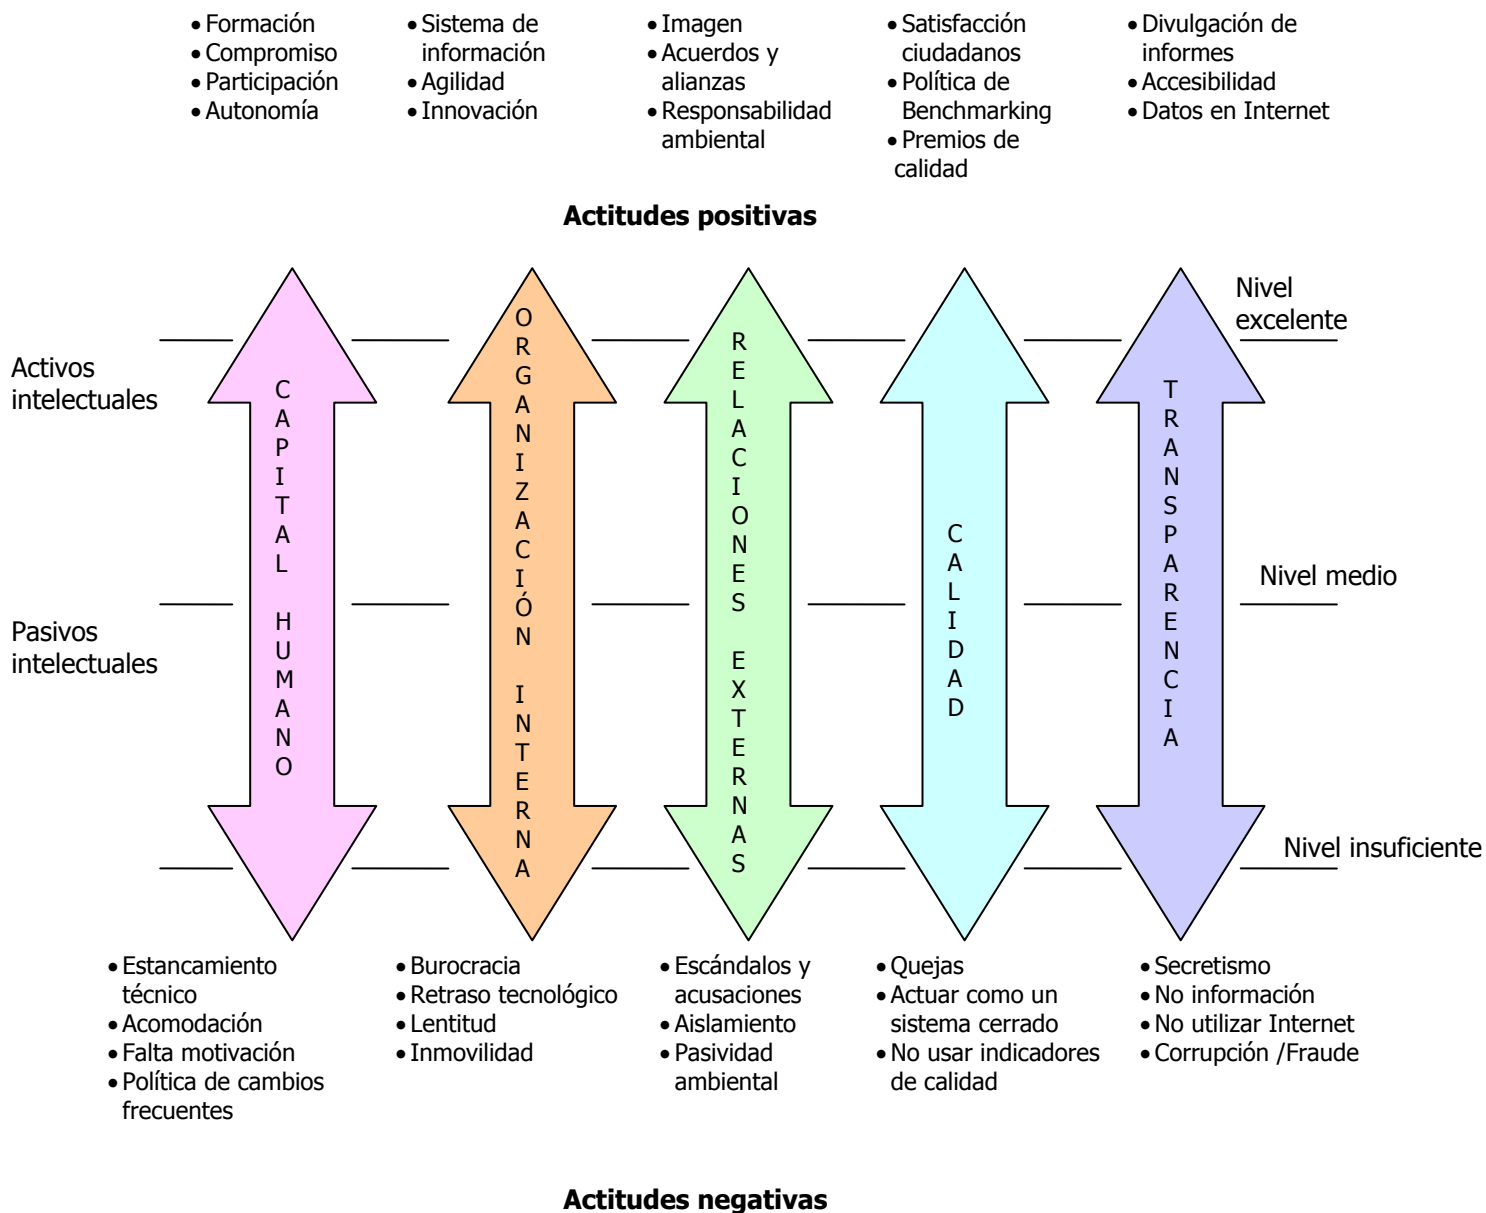 • Formación
• Compromiso
• Participación
• Autonomía
• Sistema de
información
• Agilidad
• Innovación
• Imagen
• Acuerdos y
alianzas
• Responsabilidad
ambiental
• Satisfacción
ciudadanos
• Política de
Benchmarking
• Premios de
calidad
• Divulgación de
informes
• Accesibilidad
• Datos en Internet
Actitudes positivas
Nivel
excelente
Activos
intelectuales
CAPITAL HUMANO
ORGANIZACIÓN INTERNA
RELACIONES EXTERNAS
CALIDAD
TRANSPARENCIA
Nivel medio
Pasivos
intelectuales
Nivel insuficiente
• Estancamiento
técnico
• Acomodación
• Falta motivación
• Política de cambios
frecuentes
• Burocracia
• Retraso tecnológico
• Lentitud
• Inmovilidad
• Escándalos y
acusaciones
• Aislamiento
• Pasividad
ambiental
• Quejas
• Actuar como un
sistema cerrado
• No usar indicadores
de calidad
• Secretismo
• No información
• No utilizar Internet
• Corrupción /Fraude
Actitudes negativas